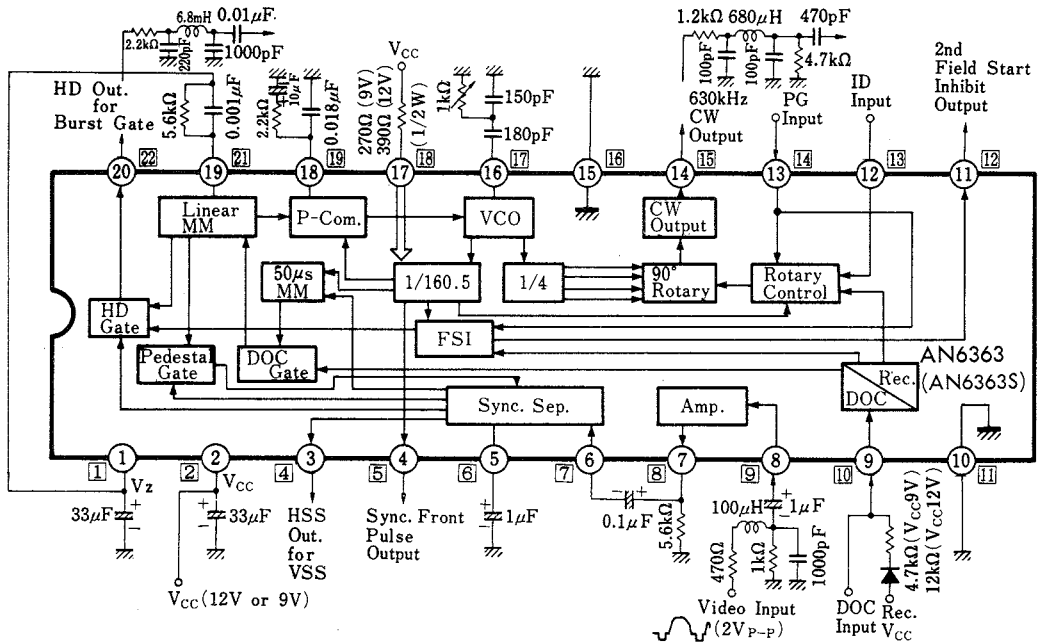 6.8mH 0.01μF
2.2kΩ
220pF
1000pF
HD Out.
for
Burst Gate
5.6kΩ
0.001μF
2.2kΩ
10μF
0.018μF
VCC
270Ω (9V)
390Ω (12V)
(1/2W)
1kΩ
150pF
180pF
1.2kΩ 680μH 470pF
100pF
100pF
4.7kΩ
630kHz
CW
Output
PG
Input
ID
Input
2nd
Field Start
Inhibit
Output
22 21 19 18 17 16 15 14 13 12
20 19 18 17 16 15 14 13 12 11
Linear
MM
P-Com.
VCO
CW
Output
50μs
MM
1/160.5
1/4
90°
Rotary
Rotary
Control
HD
Gate
FSI
Pedestal
Gate
DOC
Gate
Sync. Sep.
Amp.
Rec.
DOC
AN6363
(AN6363S)
1 2 3 4 5 6 7 8 9 10
1 2 4 5 6 7 8 9 10 11
Vz
VCC
33μF
+
-
33μF
+
-
VCC (12V or 9V)
HSS
Out.
for
VSS
Sync. Front
Pulse
Output
+
-
1μF
- +
0.1μF
5.6kΩ
100μH
+
-
1μF
470Ω
1kΩ
1000pF
Video Input
(2VP-P)
DOC
Input
4.7kΩ (VCC 9V)
12kΩ (VCC 12V)
Rec.
VCC